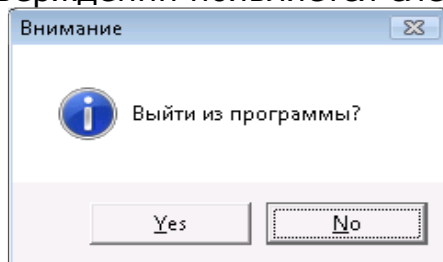 Внимание
Выйти из программы?
Yes
No